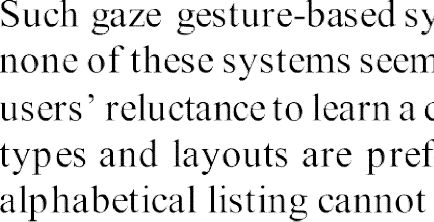 Such gaze gesture-based sy
none of these systems seem
users’ reluctance to learn a
types and layouts are pref
alphabetical listing cannot